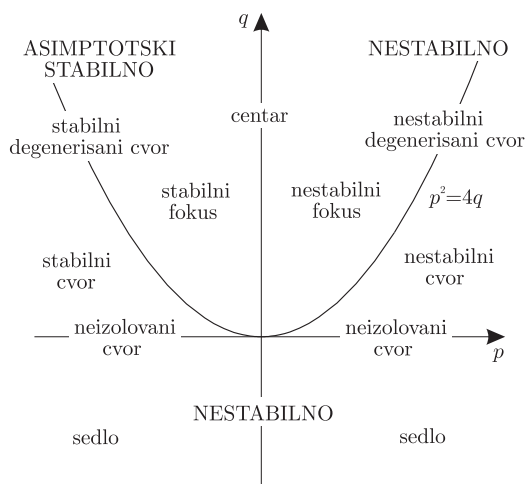 q
ASIMPTOTSKI
STABILNO
NESTABILNO
centar
stabilni
degenerisani cvor
nestabilni
degenerisani cvor
stabilni
fokus
nestabilni
fokus
p²=4q
stabilni
cvor
nestabilni
cvor
neizolovani
cvor
neizolovani
cvor
p
NESTABILNO
sedlo
sedlo